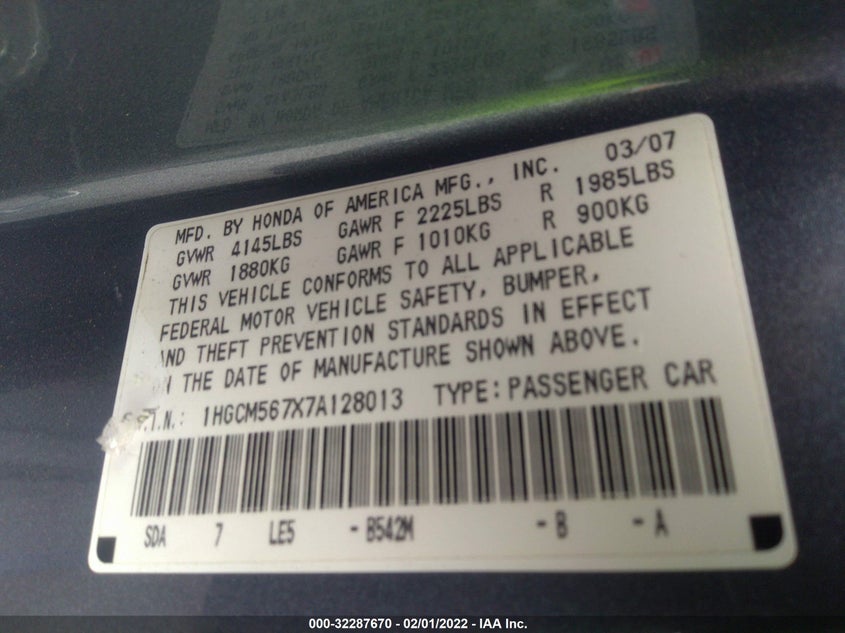 MFD. BY HONDA OF AMERICA MFG., INC. 03/07
GVWR 4145LBS GAWR F 2225LBS R 1985LBS
GVWR 1880KG GAWR F 1010KG R 900KG
THIS VEHICLE CONFORMS TO ALL APPLICABLE
FEDERAL MOTOR VEHICLE SAFETY, BUMPER,
AND THEFT PREVENTION STANDARDS IN EFFECT
ON THE DATE OF MANUFACTURE SHOWN ABOVE.
V.I.N.: 1HGCM567X7A128013 TYPE: PASSENGER CAR
SDA 7 LE5 - B542M - B - A
000-32287670 - 02/01/2022 - IAA Inc.